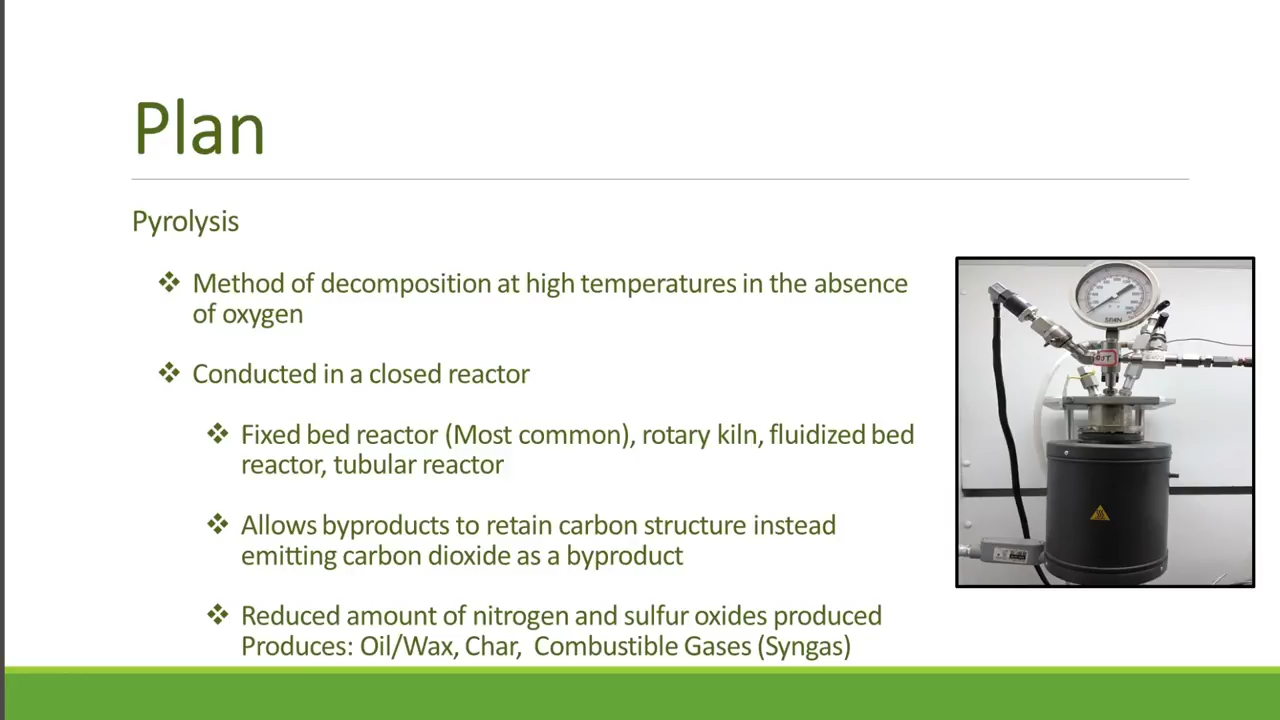 Plan
Pyrolysis
❖ Method of decomposition at high temperatures in the absence
of oxygen
❖ Conducted in a closed reactor
❖ Fixed bed reactor (Most common), rotary kiln, fluidized bed
reactor, tubular reactor
❖ Allows byproducts to retain carbon structure instead
emitting carbon dioxide as a byproduct
❖ Reduced amount of nitrogen and sulfur oxides produced
Produces: Oil/Wax, Char, Combustible Gases (Syngas)
SPAN